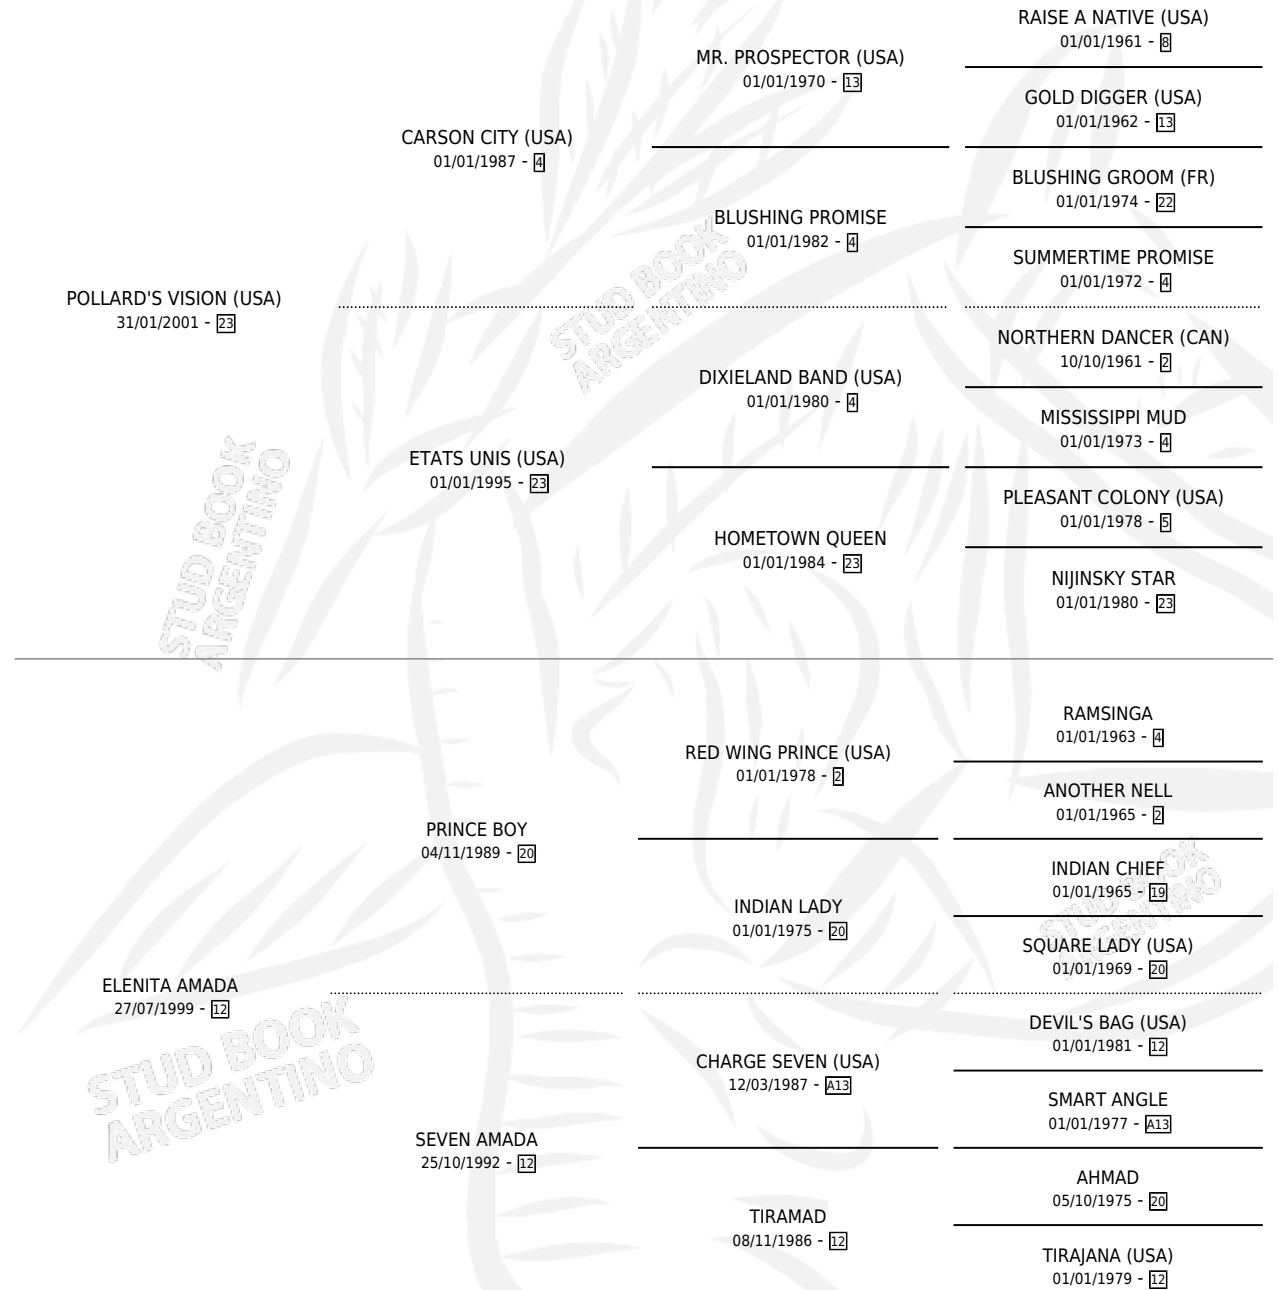 RAISE A NATIVE (USA)
01/01/1961 - 8
MR. PROSPECTOR (USA)
01/01/1970 - 13
GOLD DIGGER (USA)
01/01/1962 - 13
CARSON CITY (USA)
01/01/1987 - 4
BLUSHING GROOM (FR)
01/01/1974 - 22
BLUSHING PROMISE
01/01/1982 - 4
SUMMERTIME PROMISE
01/01/1972 - 4
POLLARD'S VISION (USA)
31/01/2001 - 23
NORTHERN DANCER (CAN)
10/10/1961 - 2
DIXIELAND BAND (USA)
01/01/1980 - 4
MISSISSIPPI MUD
01/01/1973 - 4
ETATS UNIS (USA)
01/01/1995 - 23
PLEASANT COLONY (USA)
01/01/1978 - 5
HOMETOWN QUEEN
01/01/1984 - 23
NIJINSKY STAR
01/01/1980 - 23
RAMSINGA
01/01/1963 - 4
RED WING PRINCE (USA)
01/01/1978 - 2
ANOTHER NELL
01/01/1965 - 2
PRINCE BOY
04/11/1989 - 20
INDIAN CHIEF
01/01/1965 - 19
INDIAN LADY
01/01/1975 - 20
SQUARE LADY (USA)
01/01/1969 - 20
ELENITA AMADA
27/07/1999 - 12
DEVIL'S BAG (USA)
01/01/1981 - 12
CHARGE SEVEN (USA)
12/03/1987 - A13
SMART ANGLE
01/01/1977 - A13
SEVEN AMADA
25/10/1992 - 12
AHMAD
05/10/1975 - 20
TIRAMAD
08/11/1986 - 12
TIRAJANA (USA)
01/01/1979 - 12
STUD BOOK
ARGENTINO
STUD BOOK
ARGENTINO
STUD BOOK
ARGENTINO
STUD BOOK
ARGENTINO